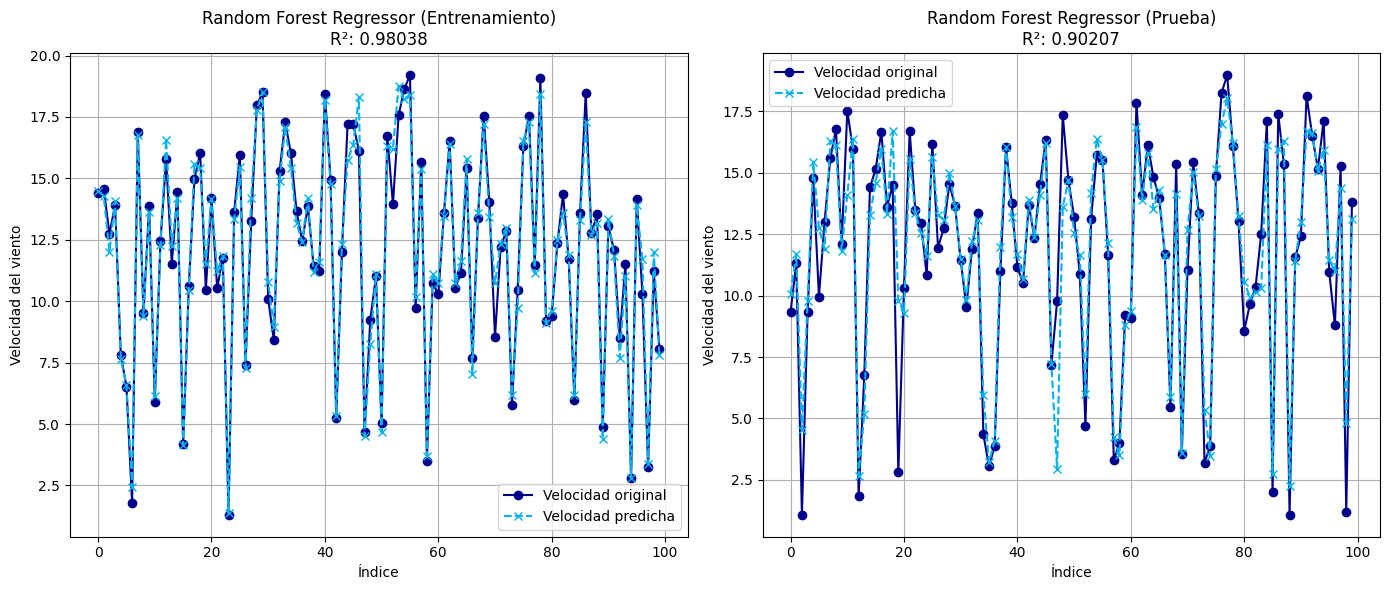 Random Forest Regressor (Entrenamiento)
R²: 0.98038
20.0
17.5
15.0
12.5
10.0
7.5
5.0
2.5
Velocidad del viento
0
20
40
60
80
100
Índice
Velocidad original
Velocidad predicha
Random Forest Regressor (Prueba)
R²: 0.90207
Velocidad original
Velocidad predicha
17.5
15.0
12.5
10.0
7.5
5.0
2.5
Velocidad del viento
0
20
40
60
80
100
Índice